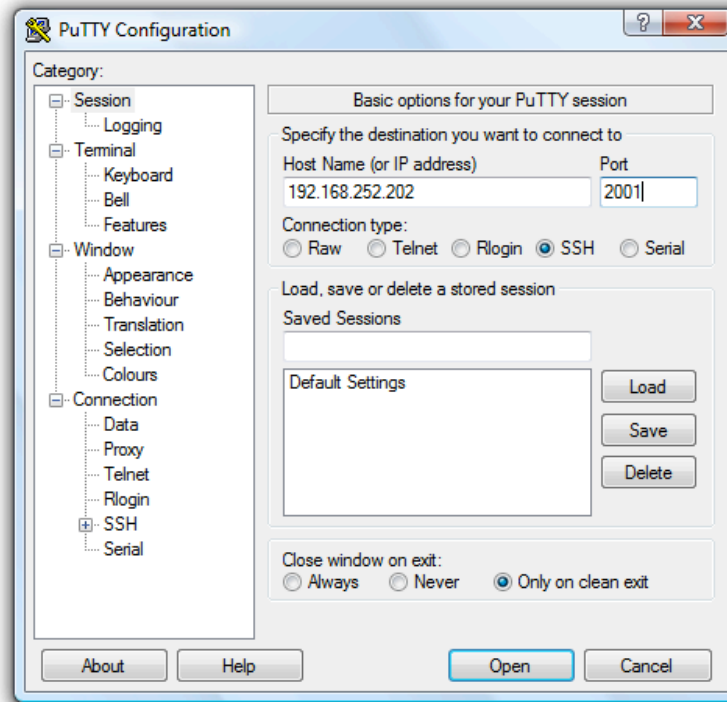 PuTTY Configuration
Category:
Session
Logging
Terminal
Keyboard
Bell
Features
Window
Appearance
Behaviour
Translation
Selection
Colours
Connection
Data
Proxy
Telnet
Rlogin
SSH
Serial
Basic options for your PuTTY session
Specify the destination you want to connect to
Host Name (or IP address) Port
192.168.252.202 2001
Connection type:
Raw Telnet Rlogin SSH Serial
Load, save or delete a stored session
Saved Sessions
Default Settings
Load
Save
Delete
Close window on exit:
Always Never Only on clean exit
About Help Open Cancel